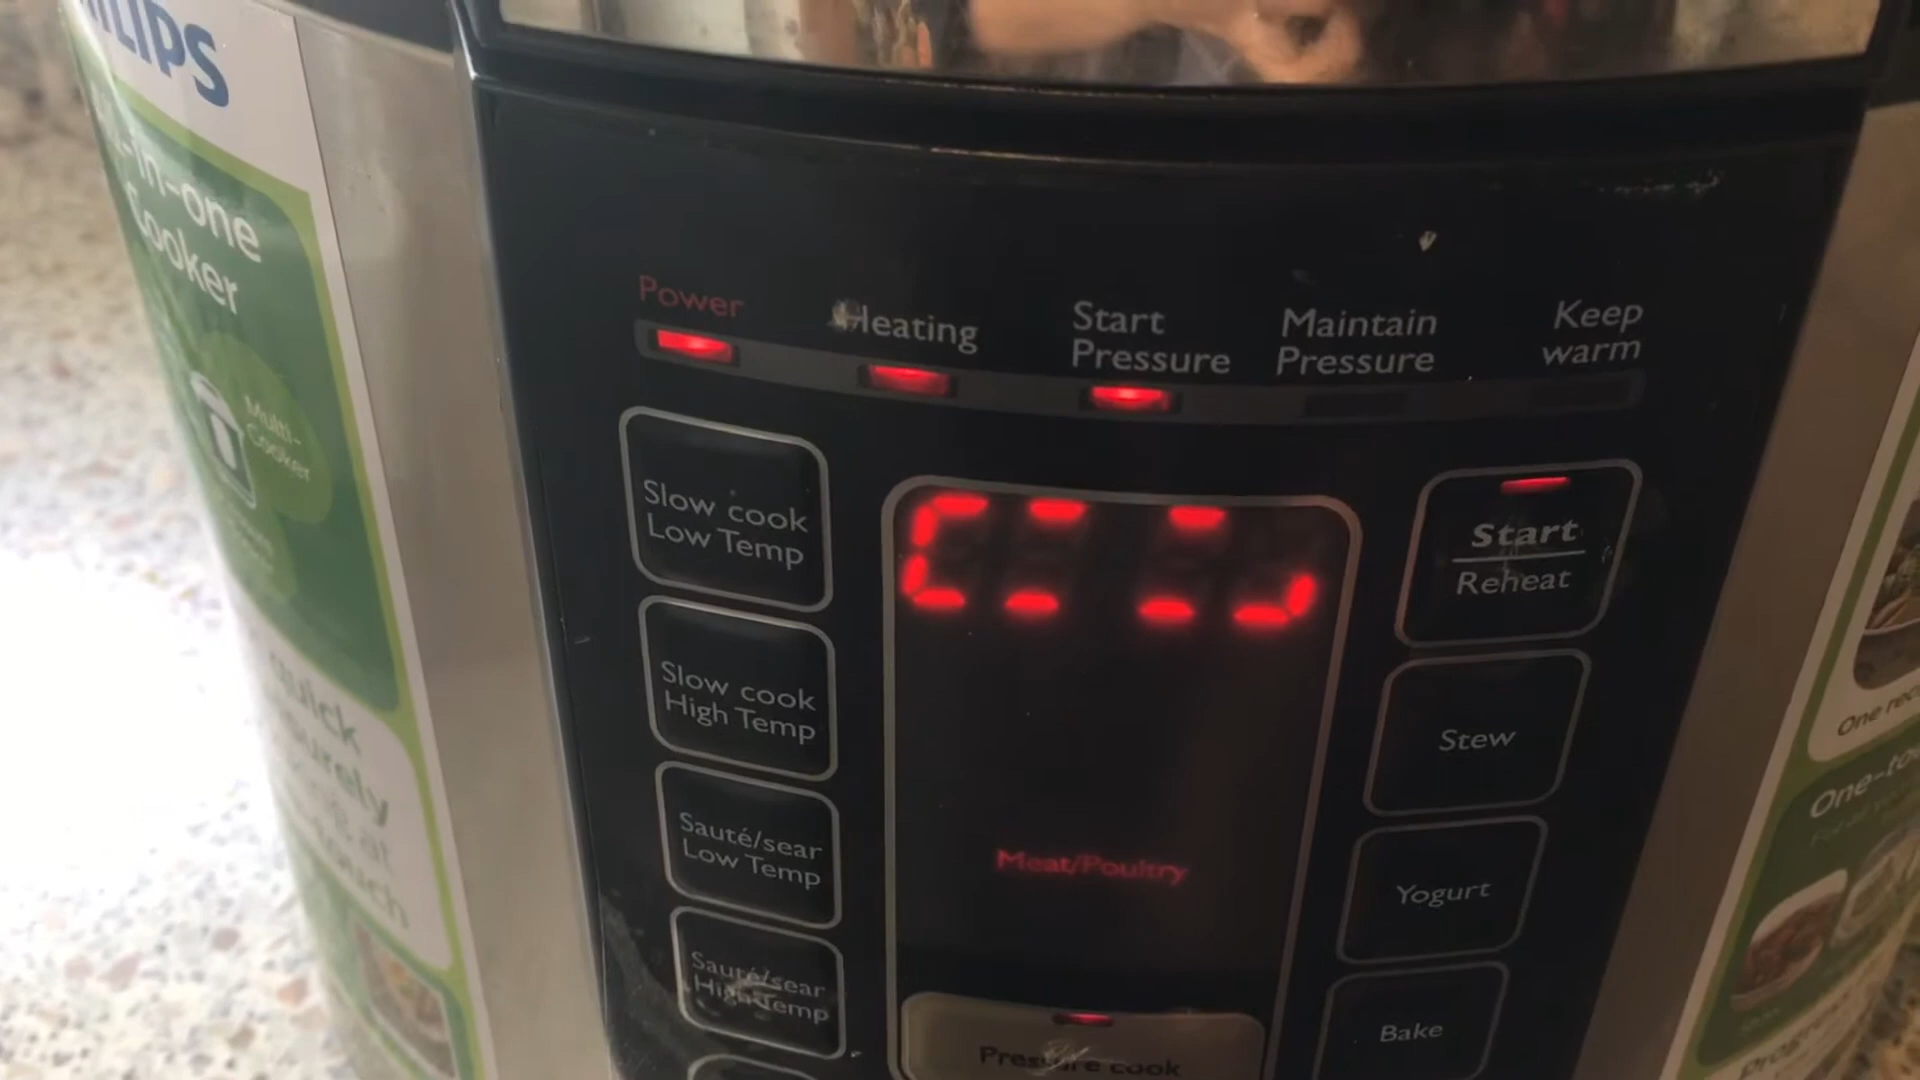 PHILIPS
All-in-one
Cooker
Multi-
Cooker
Power
Heating
Start
Pressure
Maintain
Pressure
Keep
warm
Slow cook
Low Temp
Slow cook
High Temp
Sauté/sear
Low Temp
Sauté/sear
High Temp
Meat/Poultry
Pressure cook
Start
Reheat
Stew
Yogurt
Bake
One